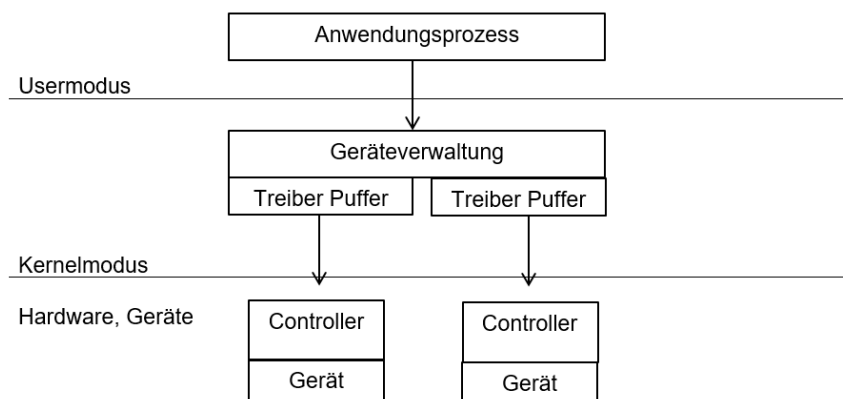 Anwendungsprozess
Usermodus
Geräteverwaltung
Treiber Puffer Treiber Puffer
Kernelmodus
Hardware, Geräte
Controller Controller
Gerät Gerät